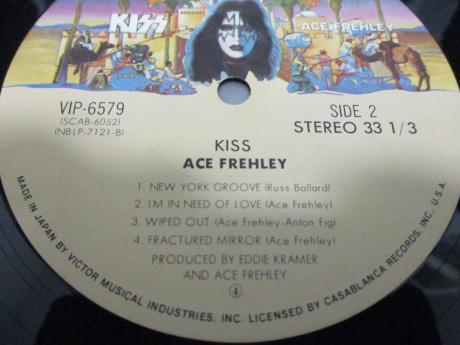 KISS
ACE FREHLEY
VIP-6579
(SCAB-6052)
(NBLP-7121-B)
SIDE 2
STEREO 33 1/3
KISS
ACE FREHLEY
1. NEW YORK GROOVE (Russ Ballard)
2. I'M IN NEED OF LOVE (Ace Frehley)
3. WIPED OUT (Ace Frehley-Anton Fig)
4. FRACTURED MIRROR (Ace Frehley)
PRODUCED BY EDDIE KRAMER
AND ACE FREHLEY
4
MADE IN JAPAN BY VICTOR MUSICAL INDUSTRIES, INC. LICENSED BY CASABLANCA RECORDS, INC. U.S.A.